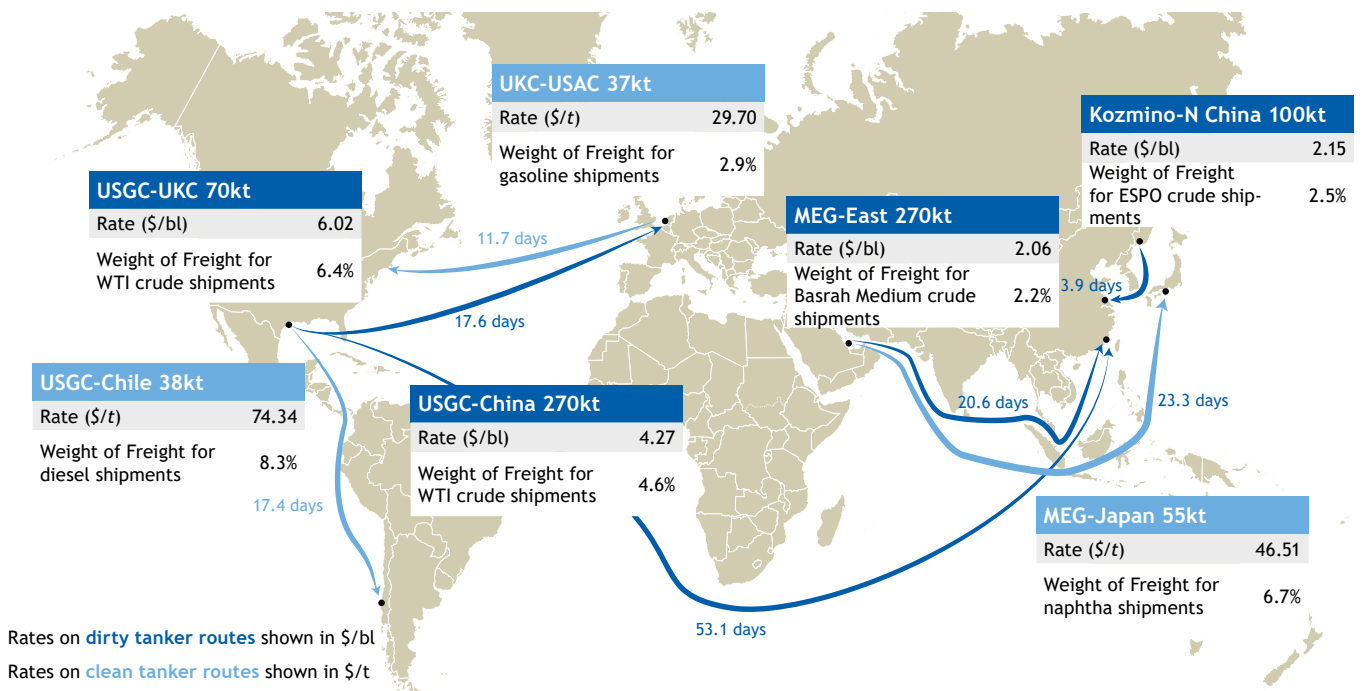 UKC-USAC 37kt
Rate ($/t) 29.70
Weight of Freight for
gasoline shipments
2.9%
Kozmino-N China 100kt
Rate ($/bl) 2.15
Weight of Freight
for ESPO crude ship-
ments
2.5%
USGC-UKC 70kt
Rate ($/bl) 6.02
Weight of Freight for
WTI crude shipments
6.4%
MEG-East 270kt
Rate ($/bl) 2.06
Weight of Freight for
Basrah Medium crude
shipments
2.2%
11.7 days
17.6 days
3.9 days
USGC-Chile 38kt
Rate ($/t) 74.34
Weight of Freight for
diesel shipments
8.3%
17.4 days
USGC-China 270kt
Rate ($/bl) 4.27
Weight of Freight for
WTI crude shipments
4.6%
20.6 days
23.3 days
MEG-Japan 55kt
Rate ($/t) 46.51
Weight of Freight for
naphtha shipments
6.7%
53.1 days
Rates on dirty tanker routes shown in $/bl
Rates on clean tanker routes shown in $/t